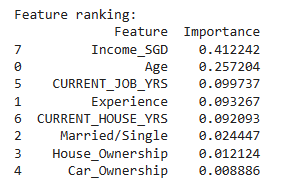 Feature ranking:
Feature Importance
7 Income_SGD 0.412242
0 Age 0.257204
5 CURRENT_JOB_YRS 0.099737
1 Experience 0.093267
6 CURRENT_HOUSE_YRS 0.092093
2 Married/Single 0.024447
3 House_Ownership 0.012124
4 Car_Ownership 0.008886